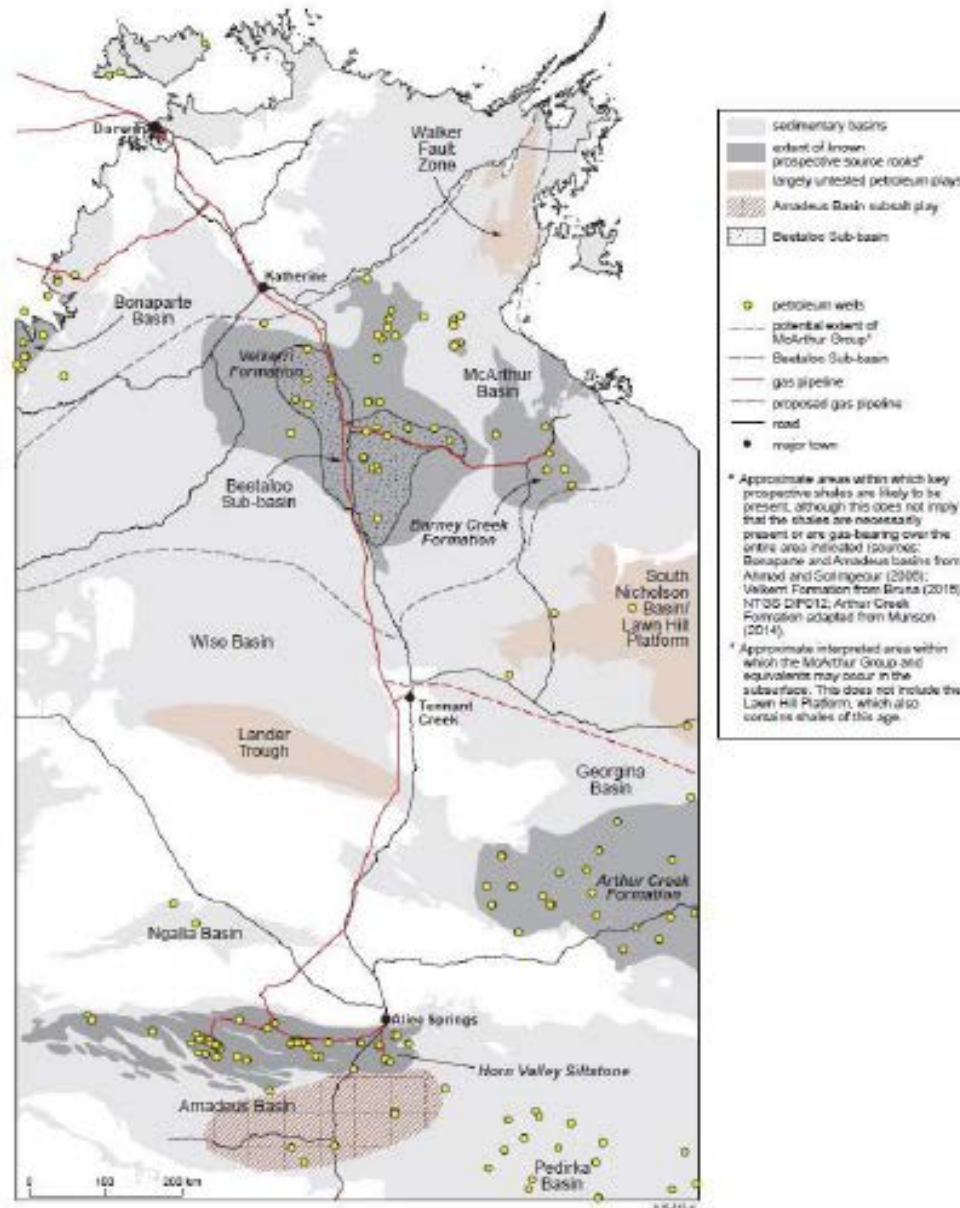 Darwin
Walker
Fault
Zone
Katherine
Bonaparte
Basin
Velkerri
Formation
McArthur
Basin
Beetaloo
Sub-basin
Barney Creek
Formation
South
Nicholson
Basin/
Lawn Hill
Platform
Wiso Basin
Tennant
Creek
Lander
Trough
Georgina
Basin
Arthur Creek
Formation
Ngalia Basin
Alice Springs
Horn Valley Siltstone
Amadeus Basin
Pedirka
Basin
0 100 200 km
sedimentary basins
extent of known
prospective source rocks*
largely untested petroleum plays
Amadeus Basin subsalt play
Beetaloo Sub-basin
petroleum wells
potential extent of
McArthur Group
Beetaloo Sub-basin
gas pipeline
proposed gas pipeline
road
major town
* Approximate areas within which key
prospective shales are likely to be
present, although this does not imply
that the shales are necessarily
present or are gas-bearing over the
entire area indicated (sources:
Bonaparte and Amadeus basins from
Ahmad and Scrimgeour (2006);
Velkerri Formation from Bruna (2015)
NTGS DIP012; Arthur Creek
Formation adapted from Munson
(2014).
Approximate interpreted area within
which the McArthur Group and
equivalents may occur in the
subsurface. This does not include the
Lawn Hill Platform, which also
contains shales of this age.